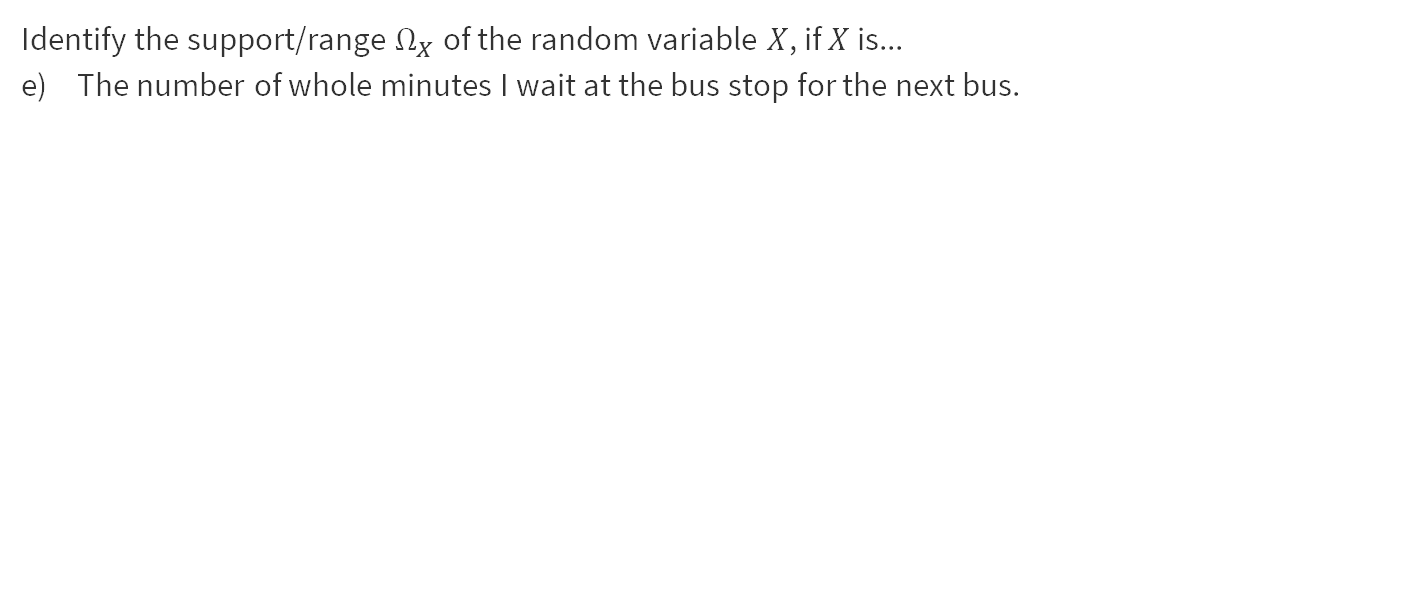 Identify the support/range Ω_X of the random variable X, if X is...
e) The number of whole minutes I wait at the bus stop for the next bus.